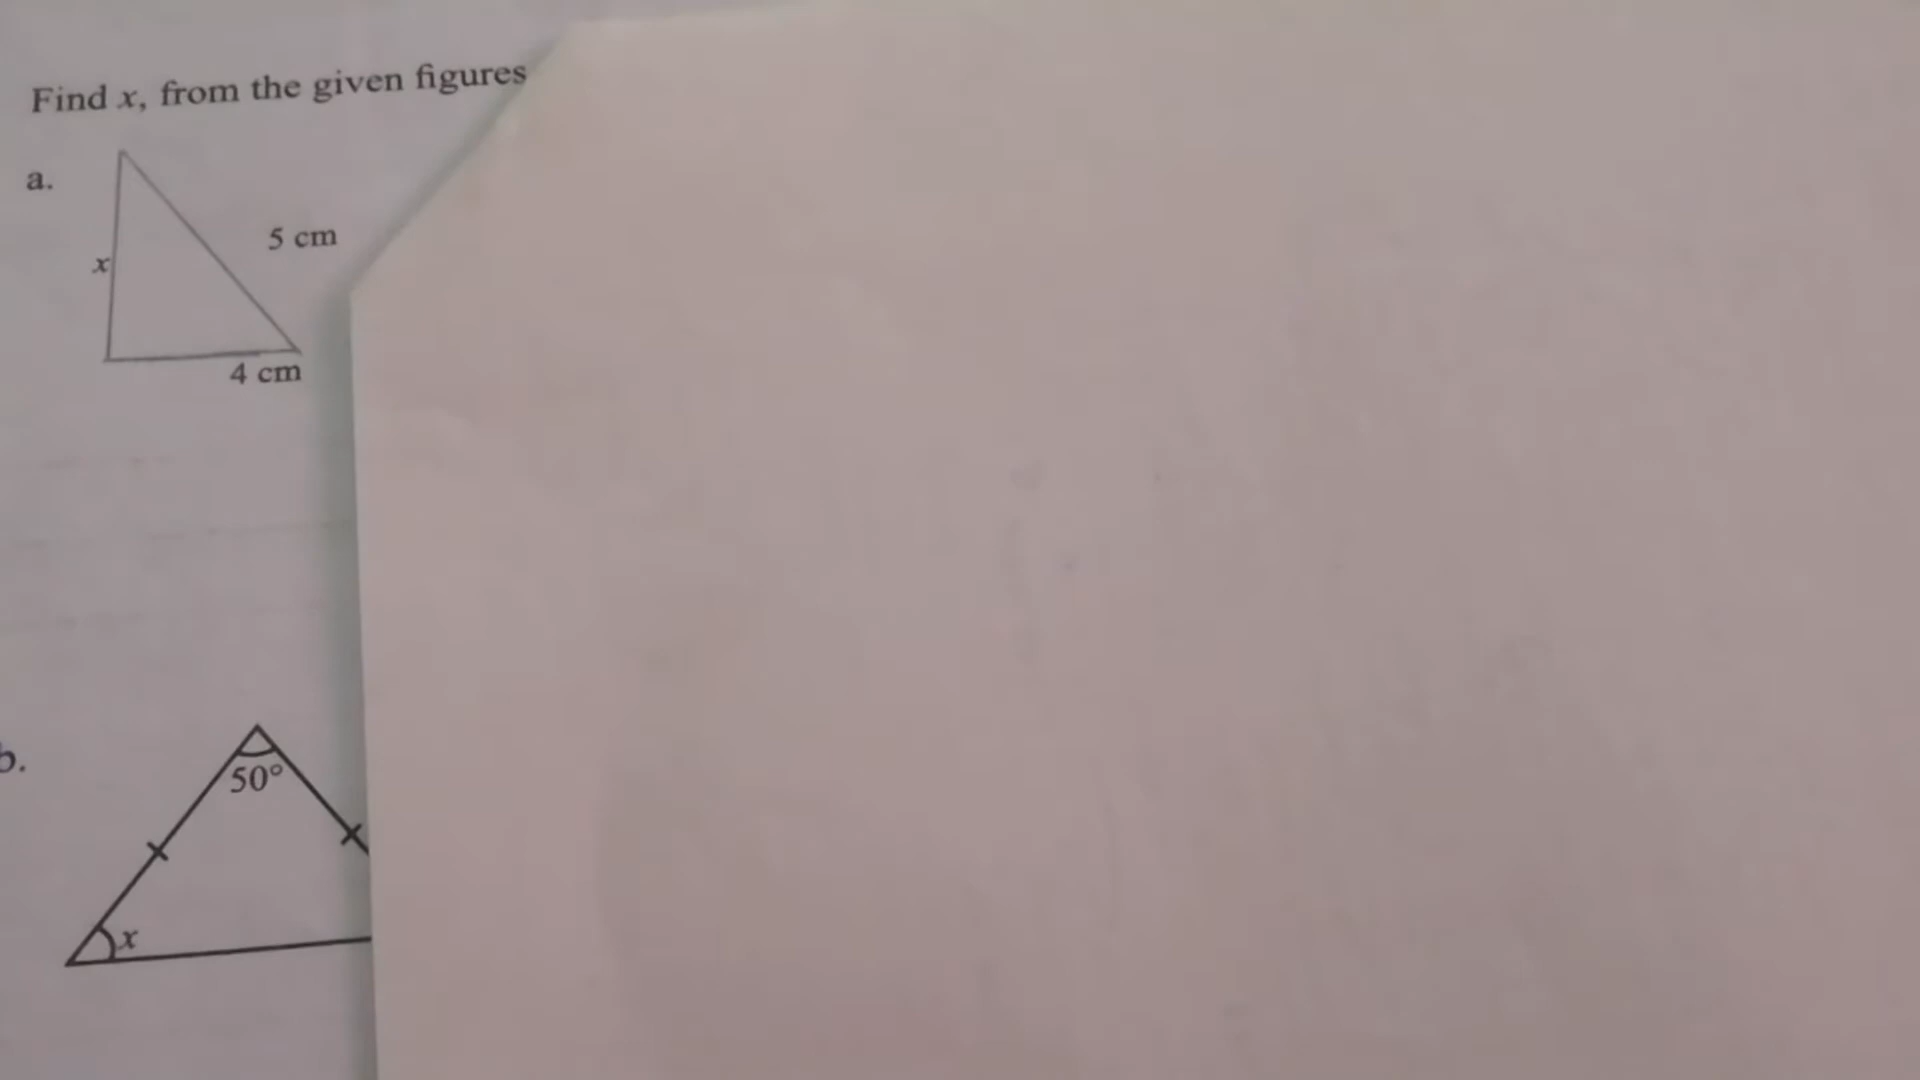 Find x, from the given figures
a.
x
5 cm
4 cm
b.
50°
x